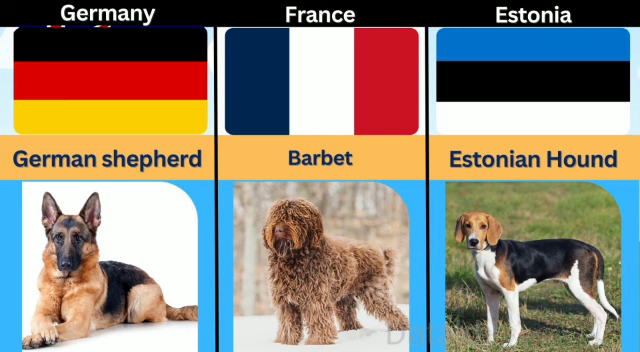 Germany
France
Estonia
German shepherd
Barbet
Estonian Hound